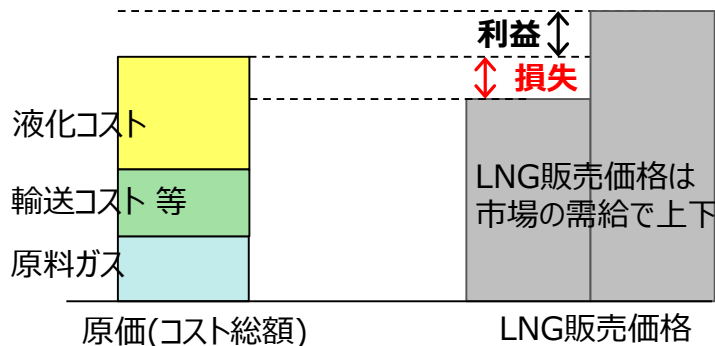 利益
損失
液化コスト
輸送コスト 等
原料ガス
LNG販売価格は
市場の需給で上下
原価(コスト総額)
LNG販売価格